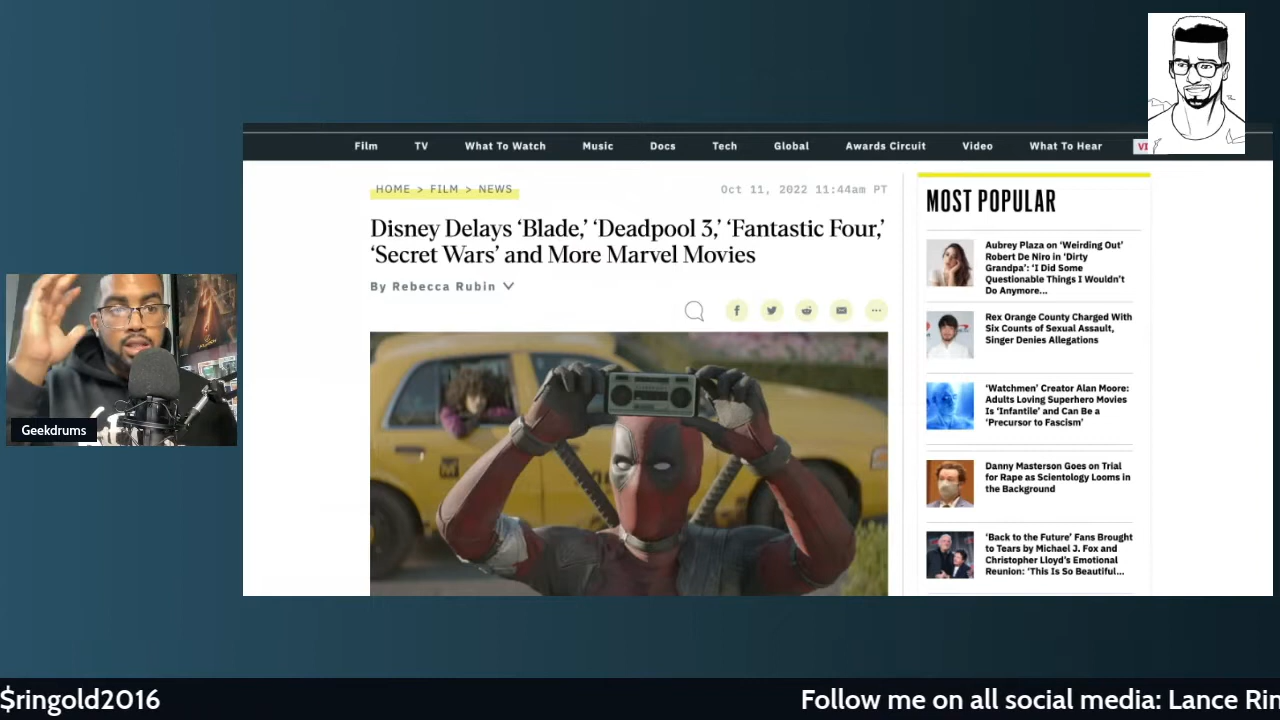 Film TV What To Watch Music Docs Tech Global Awards Circuit Video What To Hear VI
HOME > FILM > NEWS
Oct 11, 2022 11:44am PT
Disney Delays ‘Blade,’ ‘Deadpool 3,’ ‘Fantastic Four,’
‘Secret Wars’ and More Marvel Movies
By Rebecca Rubin
MOST POPULAR
Aubrey Plaza on ‘Weirding Out’
Robert De Niro in ‘Dirty
Grandpa’: ‘I Did Some
Questionable Things I Wouldn’t
Do Anymore...
Rex Orange County Charged With
Six Counts of Sexual Assault,
Singer Denies Allegations
‘Watchmen’ Creator Alan Moore:
Adults Loving Superhero Movies
Is ‘Infantile’ and Can Be a
‘Precursor to Fascism’
Danny Masterson Goes on Trial
for Rape as Scientology Looms in
the Background
‘Back to the Future’ Fans Brought
to Tears by Michael J. Fox and
Christopher Lloyd’s Emotional
Reunion: ‘This Is So Beautiful...
Geekdrums
$ringold2016
Follow me on all social media: Lance Rin